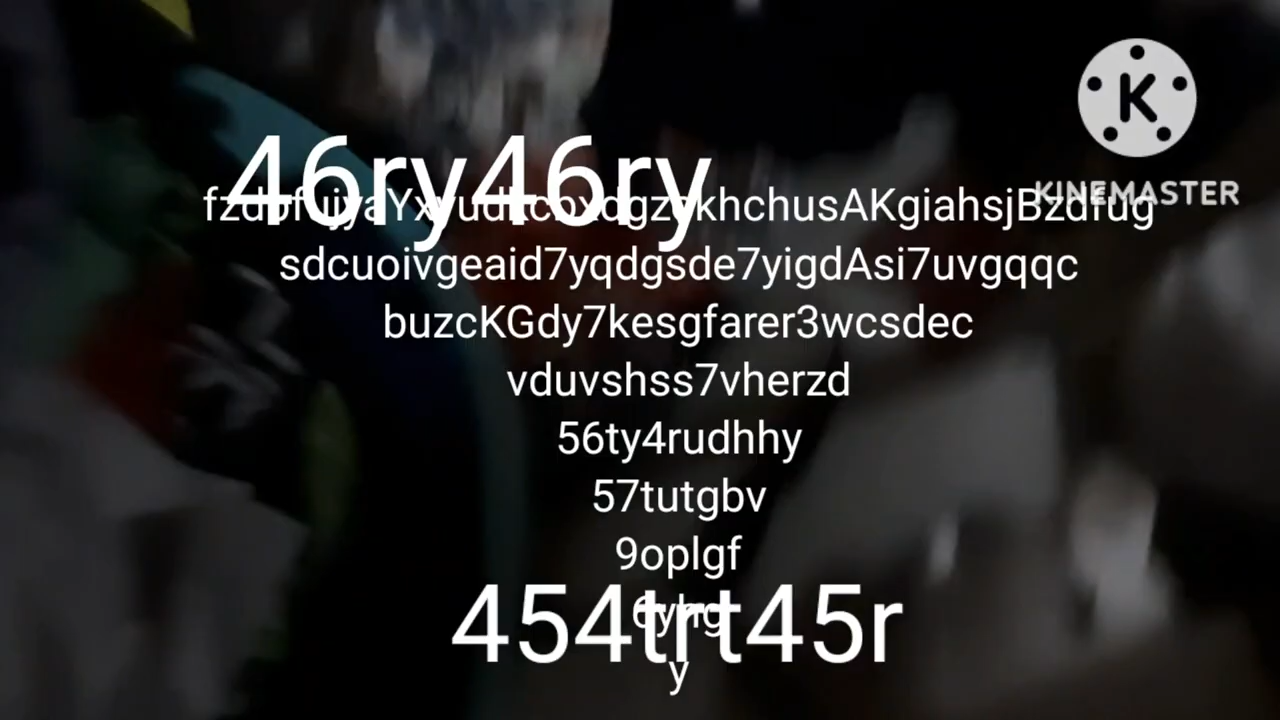 46ry46ry
KINEMASTER
sdcuoivgeaid7yqdgsde7yigdAsi7uvgqqc
buzcKGdy7kesgfarer3wcsdec
vduvshss7vherzd
56ty4rudhhy
57tutgbv
9oplgf
454trt45r
y